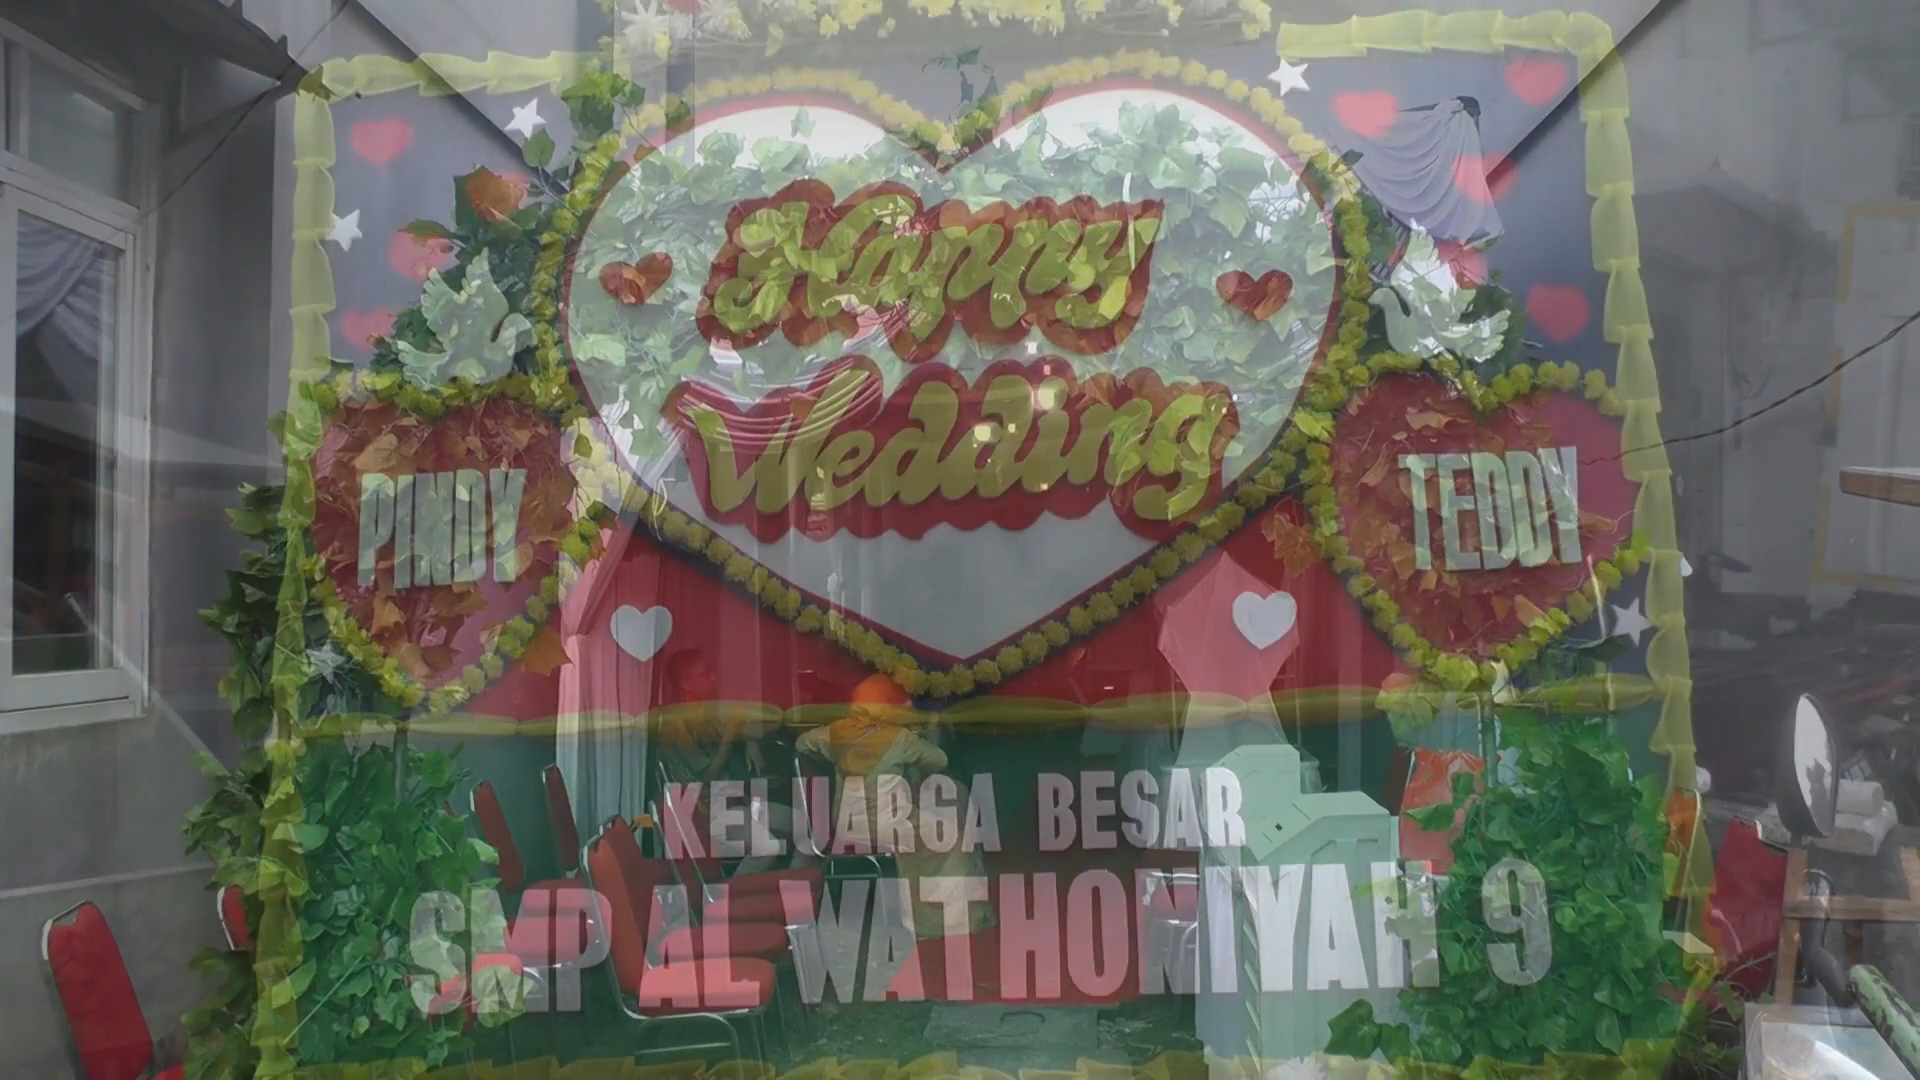 Happy
Wedding
PINDY
TEDDY
KELUARGA BESAR
SMP AL WATHONIYAH 9